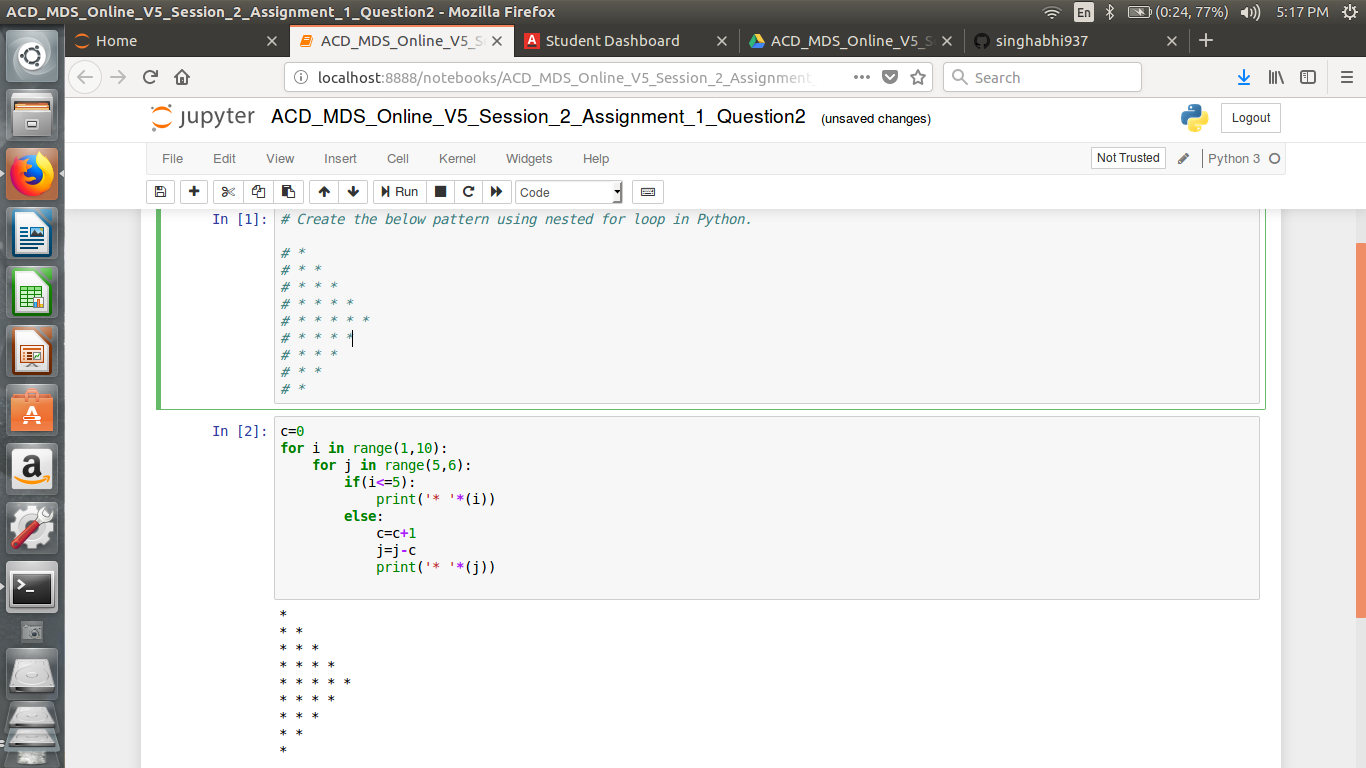 ACD_MDS_Online_V5_Session_2_Assignment_1_Question2 - Mozilla Firefox
En
(0:24, 77%)
5:17 PM
Home
ACD_MDS_Online_V5_S
Student Dashboard
ACD_MDS_Online_V5_S
singhabhi937
localhost:8888/notebooks/ACD_MDS_Online_V5_Session_2_Assignment
Search
jupyter
ACD_MDS_Online_V5_Session_2_Assignment_1_Question2
(unsaved changes)
Logout
File
Edit
View
Insert
Cell
Kernel
Widgets
Help
Not Trusted
Python 3
Run
Code
In [1]:
# Create the below pattern using nested for loop in Python.
# *
# * *
# * * *
# * * * *
# * * * * *
# * * * *
# * * *
# * *
# *
In [2]:
c=0
for i in range(1,10):
    for j in range(5,6):
        if(i<=5):
            print('* '*(i))
        else:
            c=c+1
            j=j-c
            print('* '*(j))
*
* *
* * *
* * * *
* * * * *
* * * *
* * *
* *
*